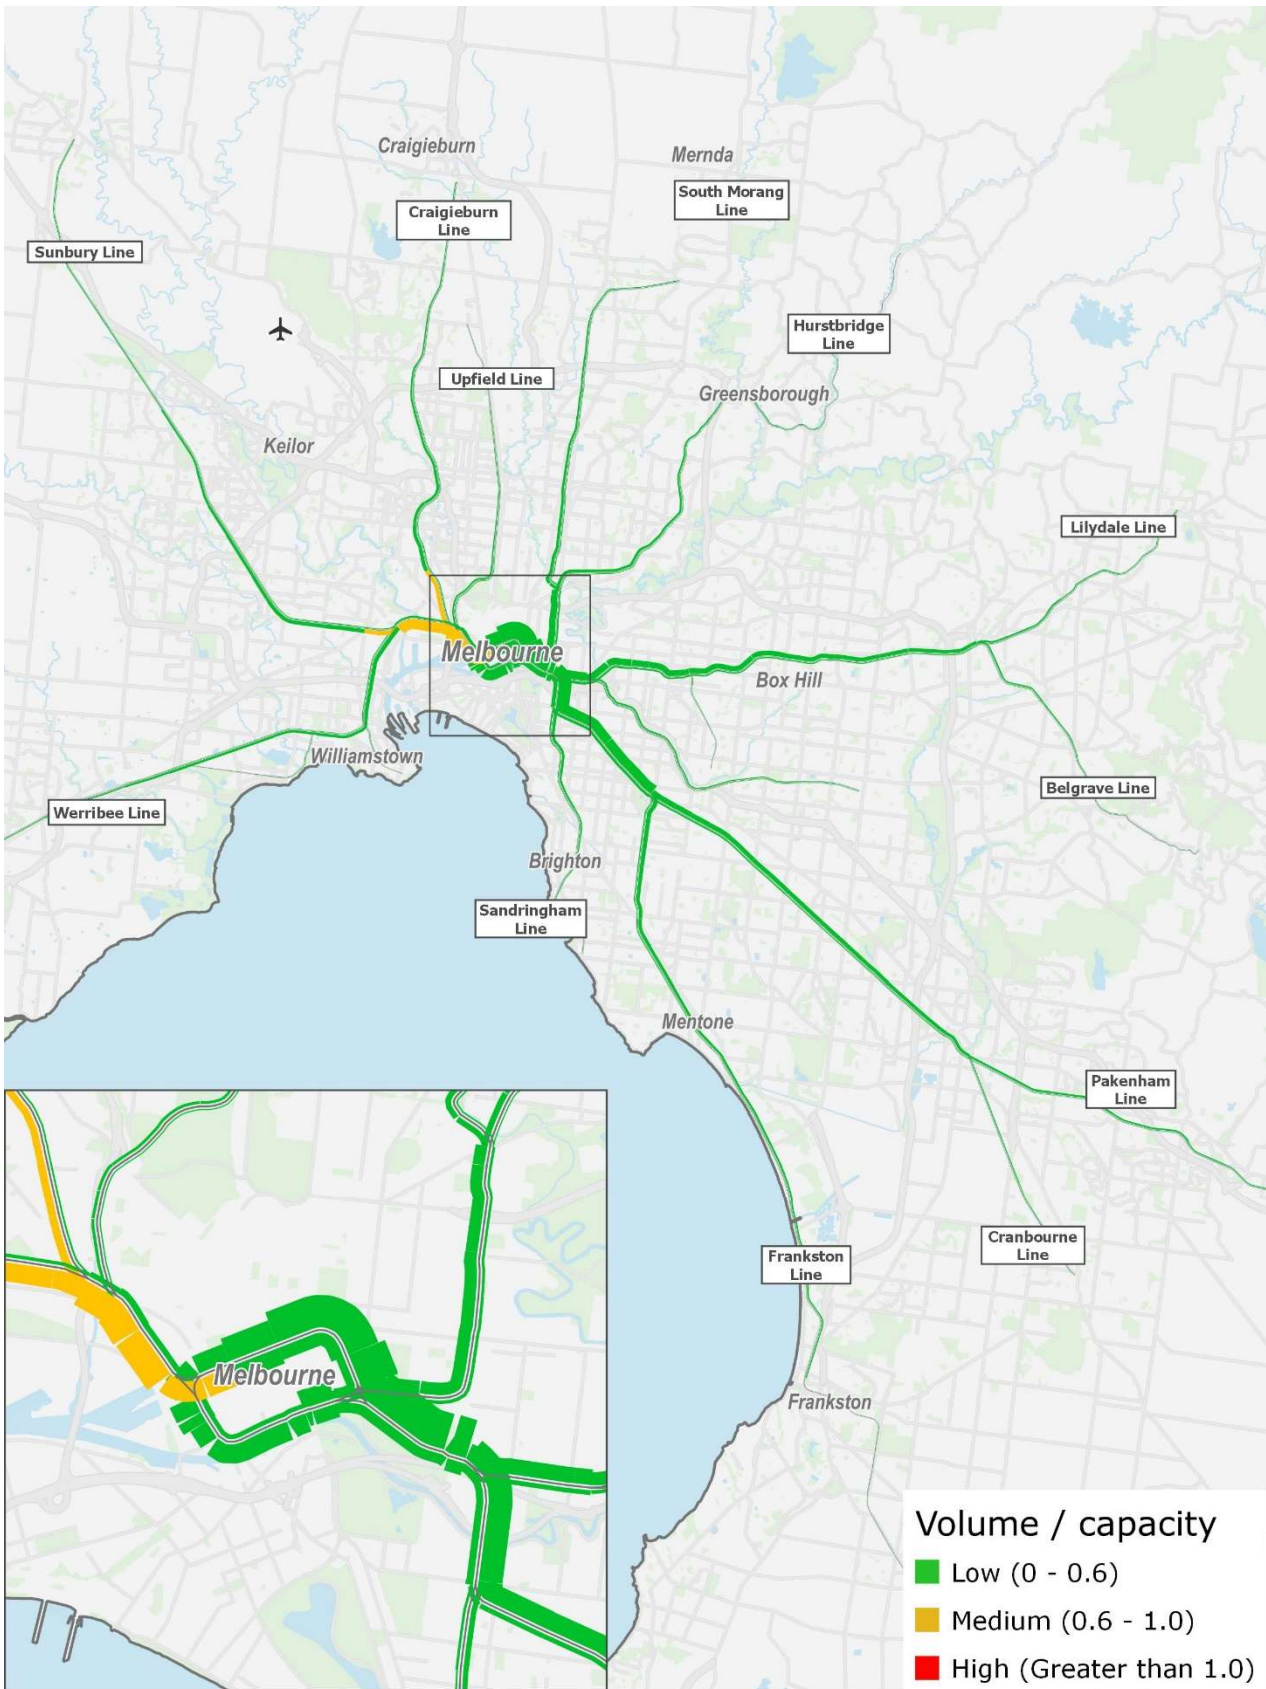 Craigieburn
Mernda
South Morang
Line
Craigieburn
Line
Sunbury Line
Hurstbridge
Line
Upfield Line
Greensborough
Keilor
Lilydale Line
Melbourne
Box Hill
Williamstown
Belgrave Line
Werribee Line
Brighton
Sandringham
Line
Mentone
Pakenham
Line
Cranbourne
Line
Frankston
Line
Melbourne
Frankston
Volume / capacity
Low (0 - 0.6)
Medium (0.6 - 1.0)
High (Greater than 1.0)